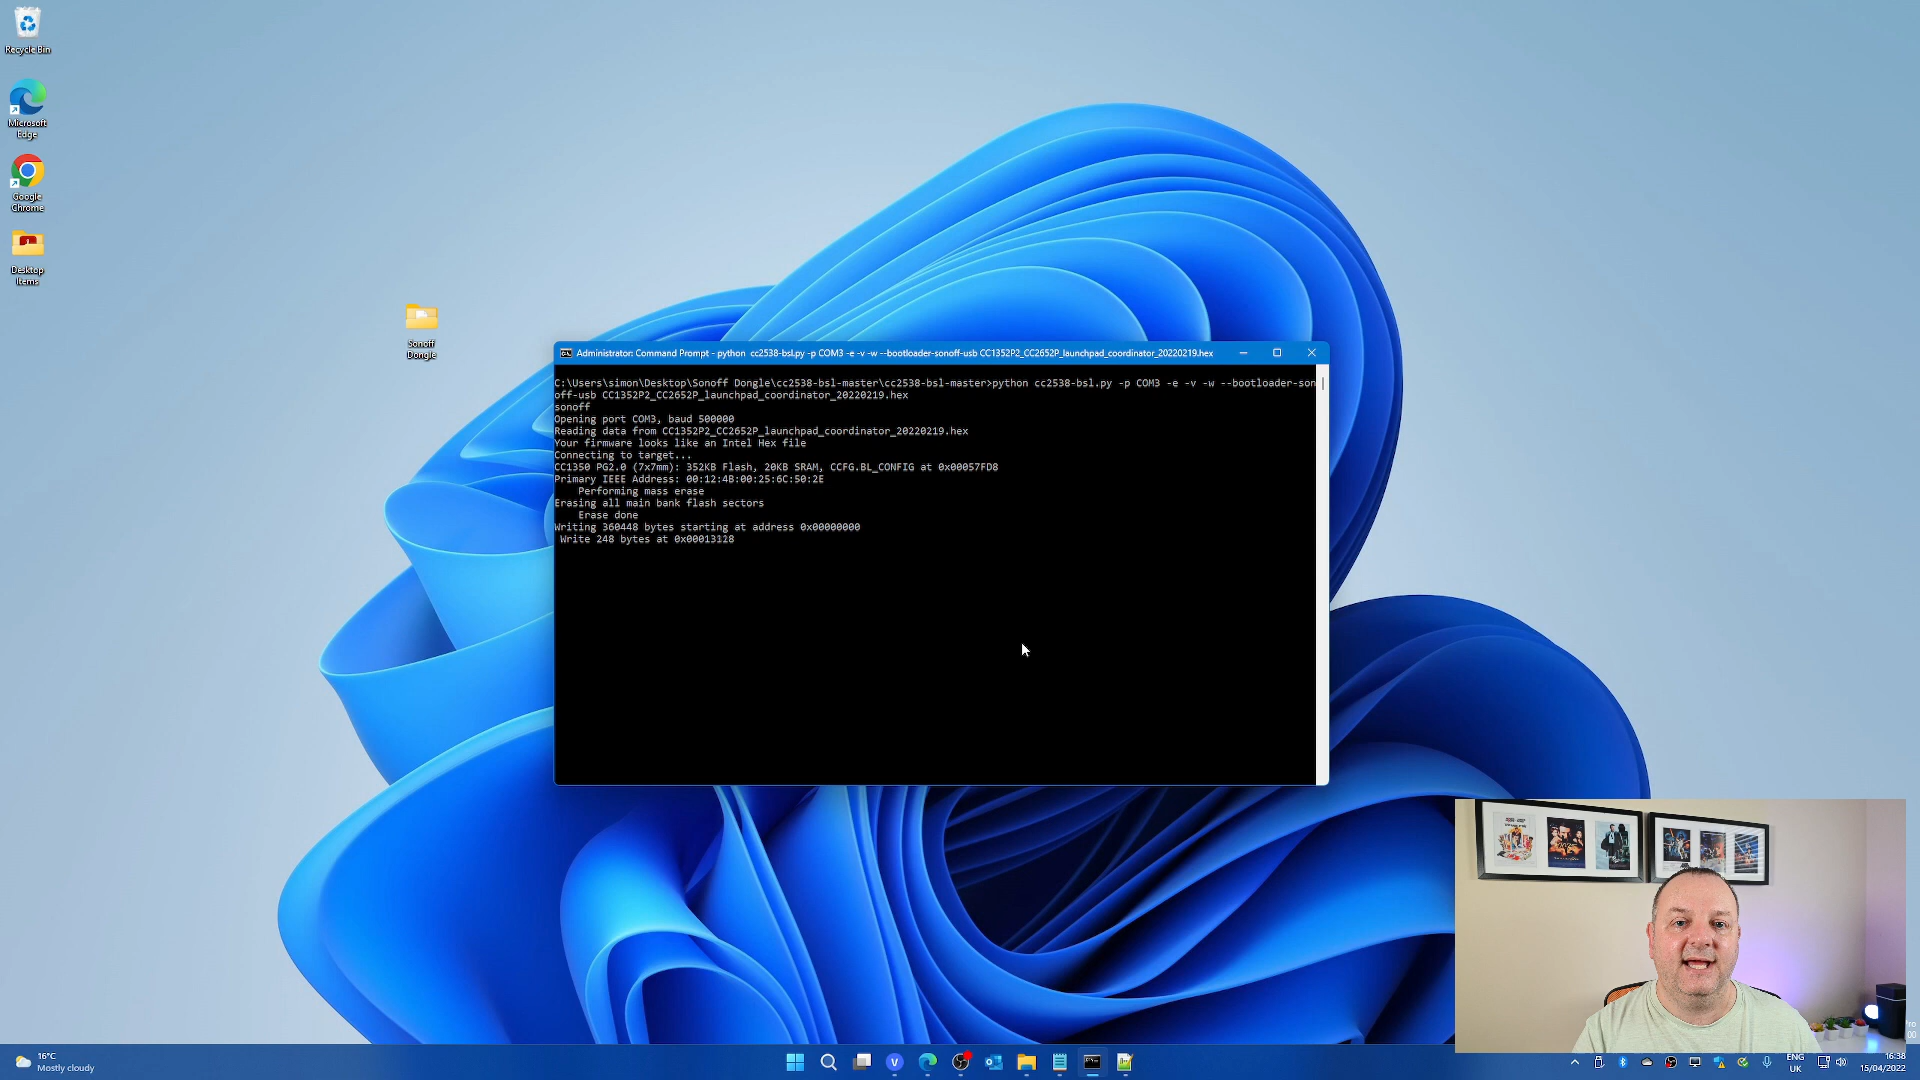 Recycle Bin
Microsoft
Edge
Google
Chrome
Desktop
Items
Sonoff
Dongle
Administrator: Command Prompt - python cc2538-bsl.py -p COM3 -e -v -w --bootloader-sonoff-usb CC1352P2_CC2652P_launchpad_coordinator_20220219.hex
C:\Users\simon\Desktop\Sonoff Dongle\cc2538-bsl-master\cc2538-bsl-master>python cc2538-bsl.py -p COM3 -e -v -w --bootloader-son
off-usb CC1352P2_CC2652P_launchpad_coordinator_20220219.hex
sonoff
Opening port COM3, baud 500000
Reading data from CC1352P2_CC2652P_launchpad_coordinator_20220219.hex
Your firmware looks like an Intel Hex file
Connecting to target...
CC1350 PG2.0 (7x7mm): 352KB Flash, 20KB SRAM, CCFG.BL_CONFIG at 0x00057FD8
Primary IEEE Address: 00:12:4B:00:25:6C:50:2E
Performing mass erase
Erasing all main bank flash sectors
Erase done
Writing 360448 bytes starting at address 0x00000000
Write 248 bytes at 0x00013128
16°C
Mostly cloudy
ENG
UK
16:38
15/04/2022